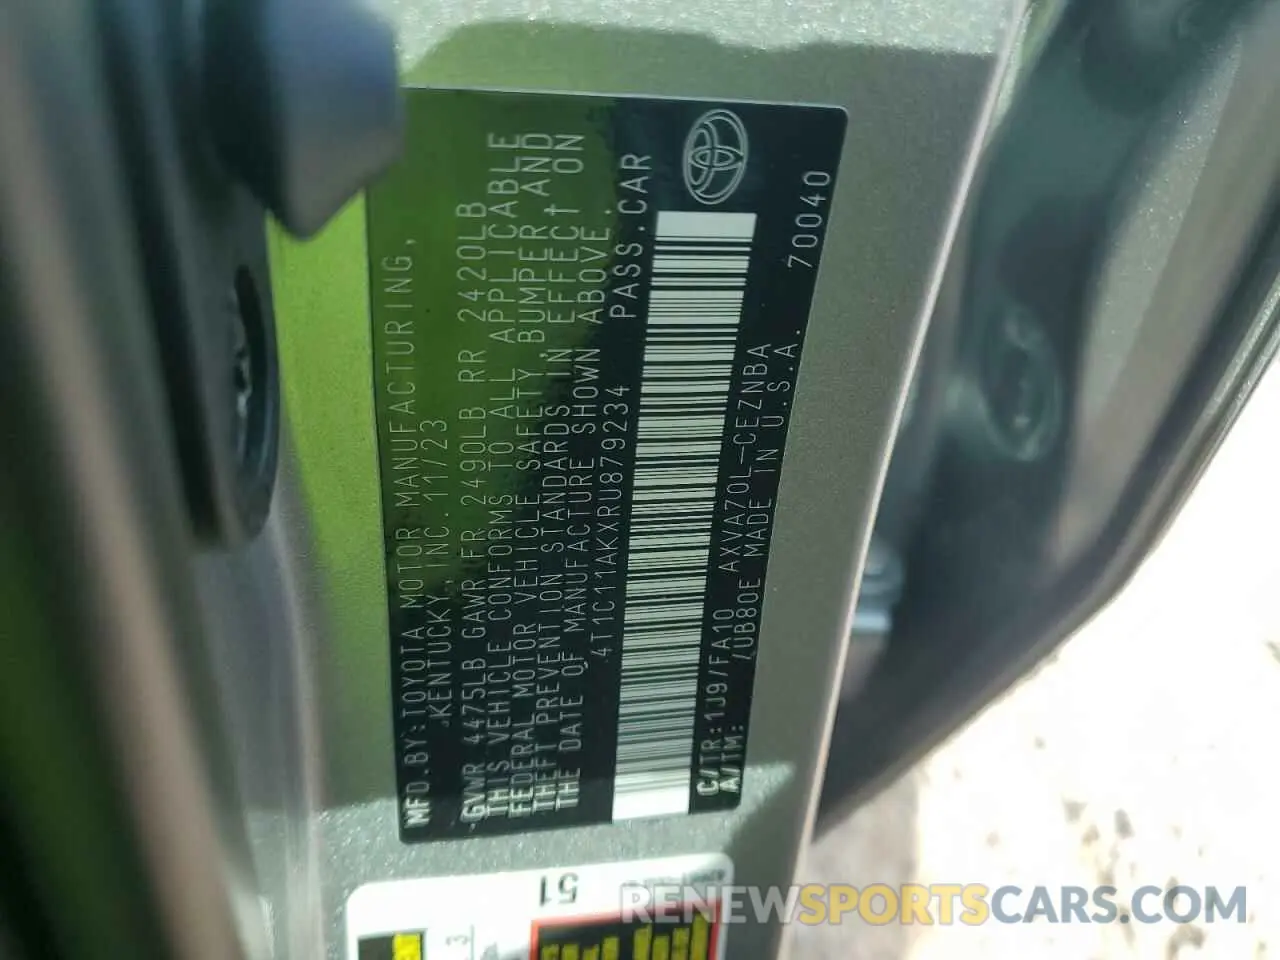 MFD.BY:TOYOTA MOTOR MANUFACTURING,
KENTUCKY, INC. 11/23
GVWR 4475LB GAWR FR 2490LB RR 2420LB
THIS VEHICLE CONFORMS TO ALL APPLICABLE
FEDERAL MOTOR VEHICLE SAFETY, BUMPER AND
THEFT PREVENTION STANDARDS IN EFFECT ON
THE DATE OF MANUFACTURE SHOWN ABOVE.
4T1C11AKXRU879234 PASS.CAR
C/TR:1J9/FA10 AXVA70L-CEZNBA
A/TM: /UB80E MADE IN U.S.A. 70040
51
3
RENEWSPORTSCARS.COM